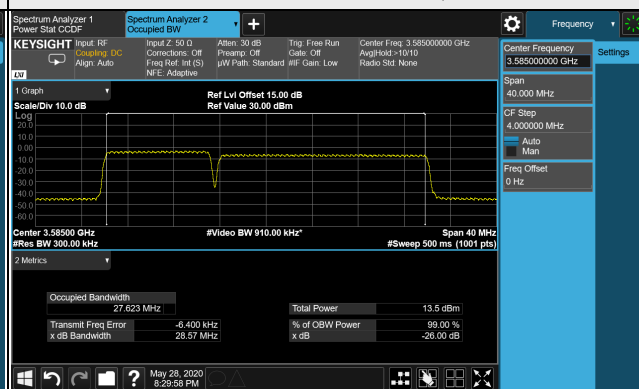 Spectrum Analyzer 1
Power Stat CCDF
Spectrum Analyzer 2
Occupied BW
Frequency
KEYSIGHT
LXI
Input: RF
Coupling: DC
Align: Auto
Input Z: 50 Ω
Corrections: Off
Freq Ref: Int (S)
NFE: Adaptive
Atten: 30 dB
Preamp: Off
µW Path: Standard
Trig: Free Run
Gate: Off
#IF Gain: Low
Center Freq: 3.585000000 GHz
Avg|Hold:>10/10
Radio Std: None
Center Frequency
3.585000000 GHz
Settings
Span
40.000 MHz
CF Step
4.000000 MHz
Auto
Man
Freq Offset
0 Hz
1 Graph
Scale/Div 10.0 dB
Ref Lvl Offset 15.00 dB
Ref Value 30.00 dBm
Log
20.0
10.0
0.00
-10.0
-20.0
-30.0
-40.0
-50.0
-60.0
Center 3.58500 GHz
#Video BW 910.00 kHz*
Span 40 MHz
#Res BW 300.00 kHz
#Sweep 500 ms (1001 pts)
2 Metrics
Occupied Bandwidth
27.623 MHz
Total Power 13.5 dBm
Transmit Freq Error -6.400 kHz
% of OBW Power 99.00 %
x dB Bandwidth 28.57 MHz
x dB -26.00 dB
May 28, 2020
8:29:58 PM